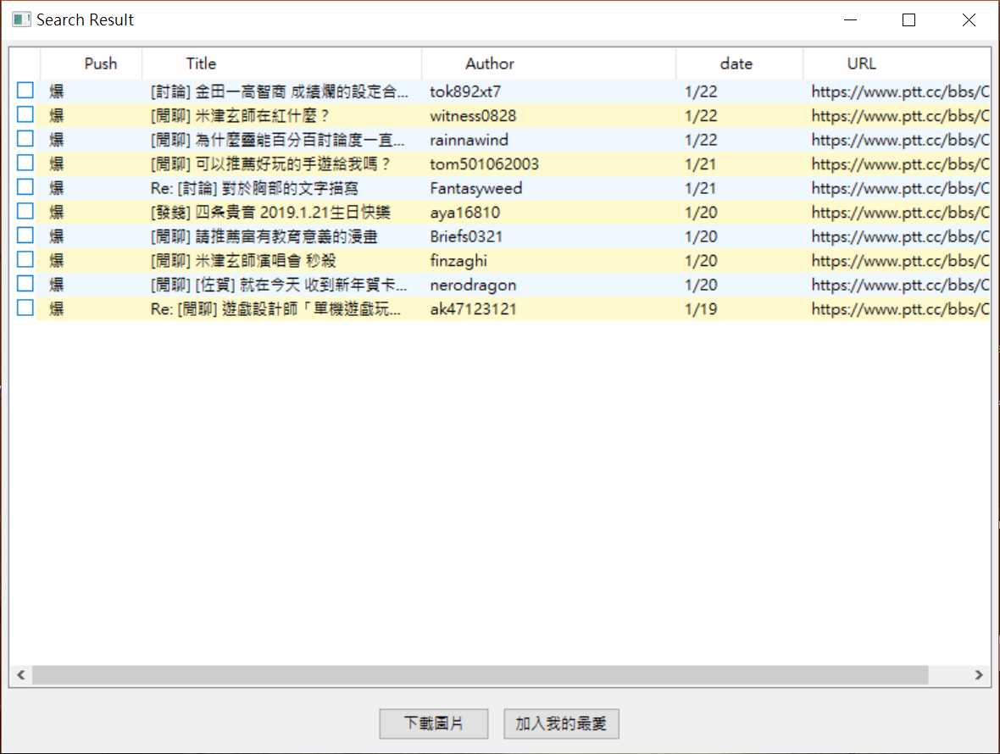 Search Result
Push Title Author date URL
爆 [討論] 金田一高智商 成績爛的設定合... tok892xt7 1/22 https://www.ptt.cc/bbs/C
爆 [閒聊] 米津玄師在紅什麼？ witness0828 1/22 https://www.ptt.cc/bbs/C
爆 [閒聊] 為什麼靈能百分百討論度一直... rainnawind 1/22 https://www.ptt.cc/bbs/C
爆 [閒聊] 可以推薦好玩的手遊給我嗎？ tom501062003 1/21 https://www.ptt.cc/bbs/C
爆 Re: [討論] 對於胸部的文字描寫 Fantasyweed 1/21 https://www.ptt.cc/bbs/C
爆 [發錢] 四条貴音 2019.1.21生日快樂 aya16810 1/20 https://www.ptt.cc/bbs/C
爆 [閒聊] 請推薦富有教育意義的漫畫 Briefs0321 1/20 https://www.ptt.cc/bbs/C
爆 [閒聊] 米津玄師演唱會 秒殺 finzaghi 1/20 https://www.ptt.cc/bbs/C
爆 [閒聊] [佐賀] 就在今天 收到新年賀卡... nerodragon 1/20 https://www.ptt.cc/bbs/C
爆 Re: [閒聊] 遊戲設計師「單機遊戲玩... ak47123121 1/19 https://www.ptt.cc/bbs/C
下載圖片 加入我的最愛